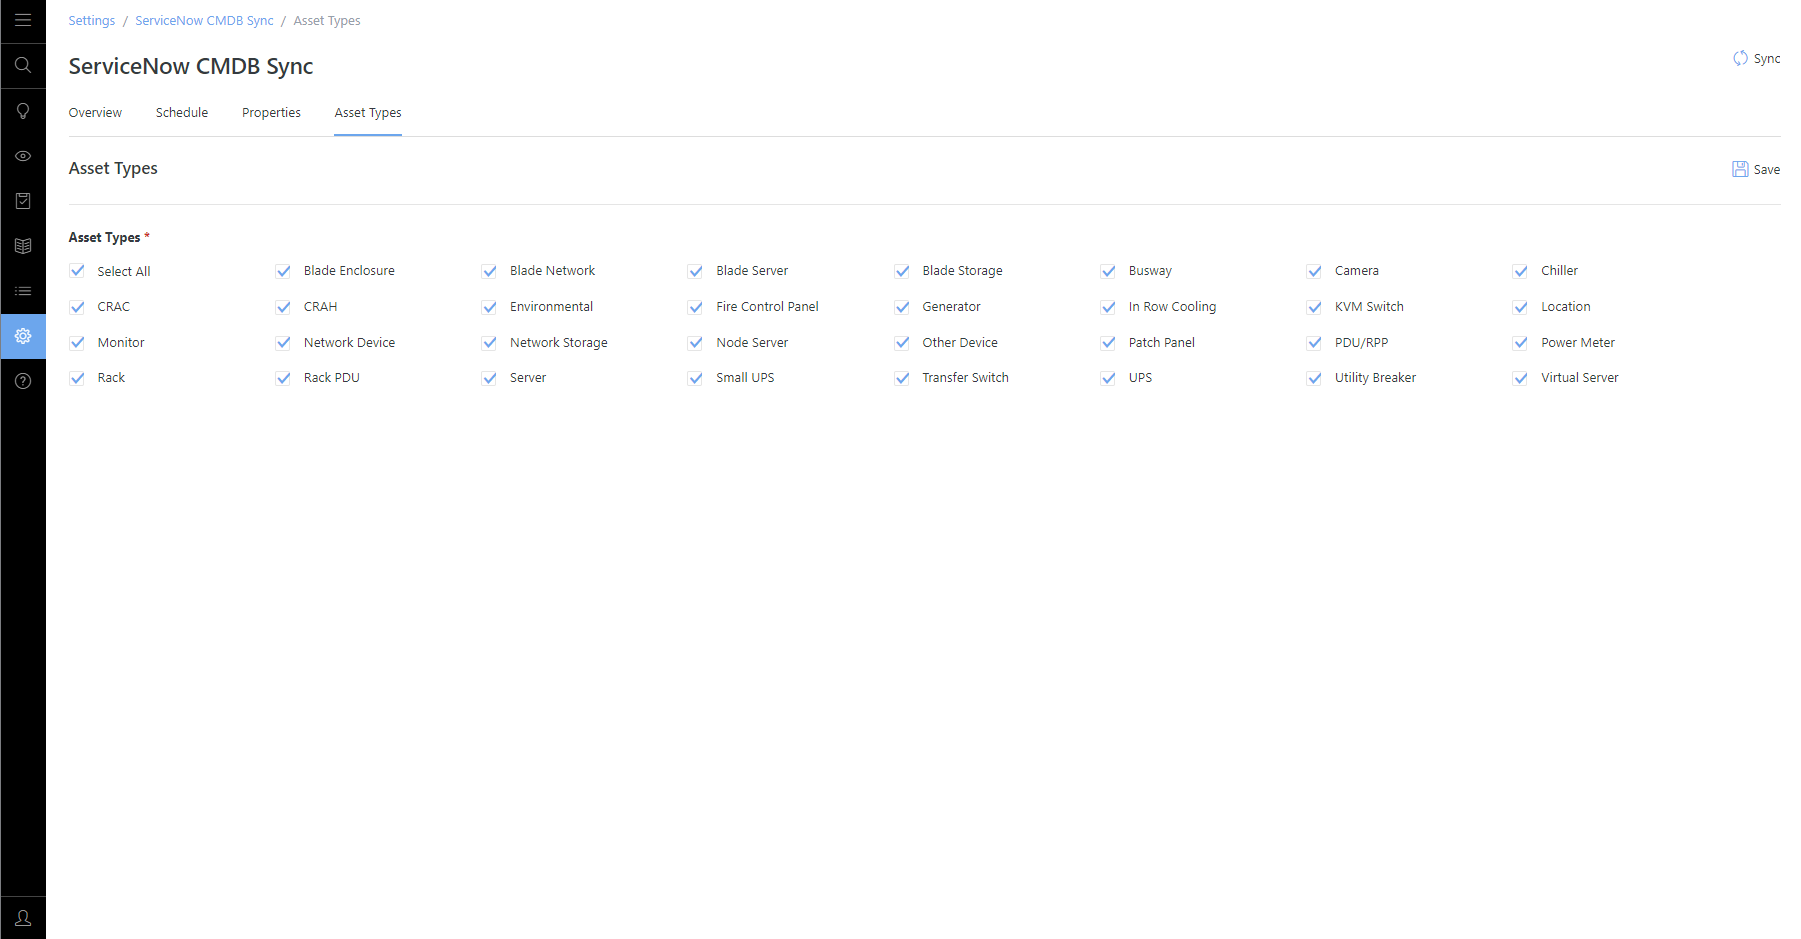 Settings / ServiceNow CMDB Sync / Asset Types
ServiceNow CMDB Sync
Sync
Overview Schedule Properties Asset Types
Asset Types
Save
Asset Types *
Select All Blade Enclosure Blade Network Blade Server Blade Storage Busway Camera Chiller
CRAC CRAH Environmental Fire Control Panel Generator In Row Cooling KVM Switch Location
Monitor Network Device Network Storage Node Server Other Device Patch Panel PDU/RPP Power Meter
Rack Rack PDU Server Small UPS Transfer Switch UPS Utility Breaker Virtual Server